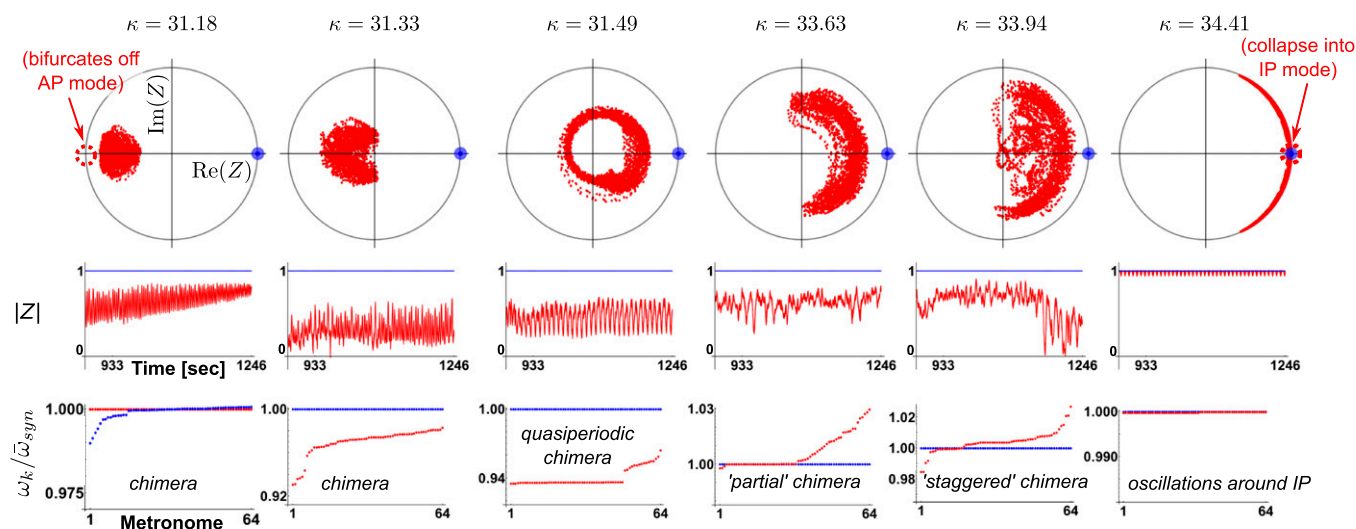 κ = 31.18 κ = 31.33 κ = 31.49 κ = 33.63 κ = 33.94 κ = 34.41
(bifurcates off
AP mode)
Im(Z)
Re(Z)
(collapse into
IP mode)
|Z|
1 1 1 1 1 1
0 0 0 0 0 0
933 1246 933 1246 933 1246 933 1246 933 1246 933 1246
Time [sec]
ω_k/ω̄_syn
1.000 1.00 1.00 1.03 1.02 1.000
quasiperiodic
chimera
1.00 1.00
0.94 0.98 0.990
chimera chimera 'partial' chimera 'staggered' chimera oscillations around IP
0.975 0.92
1 64 1 64 1 64 1 64 1 64 1 64
Metronome